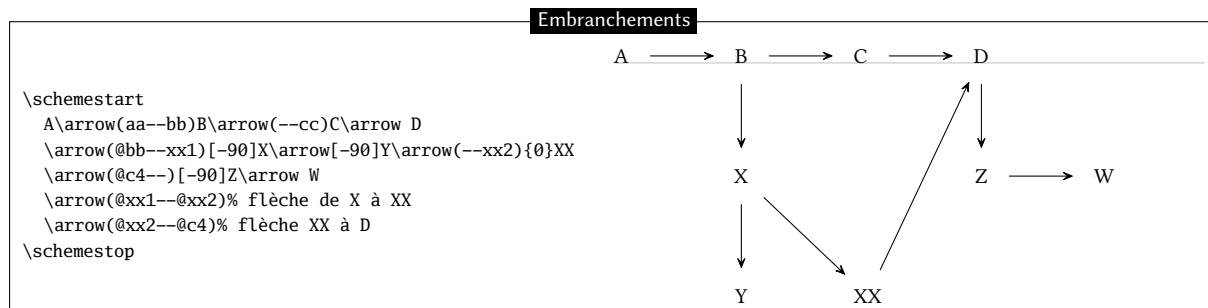 Embranchements
\schemestart
A\arrow(aa--bb)B\arrow(--cc)C\arrow D
\arrow(@bb--xx1)[-90]X\arrow[-90]Y\arrow(--xx2){0}XX
\arrow(@c4--)[-90]Z\arrow W
\arrow(@xx1--@xx2)% flèche de X à XX
\arrow(@xx2--@c4)% flèche XX à D
\schemestop
A B C D
X Z W
Y XX